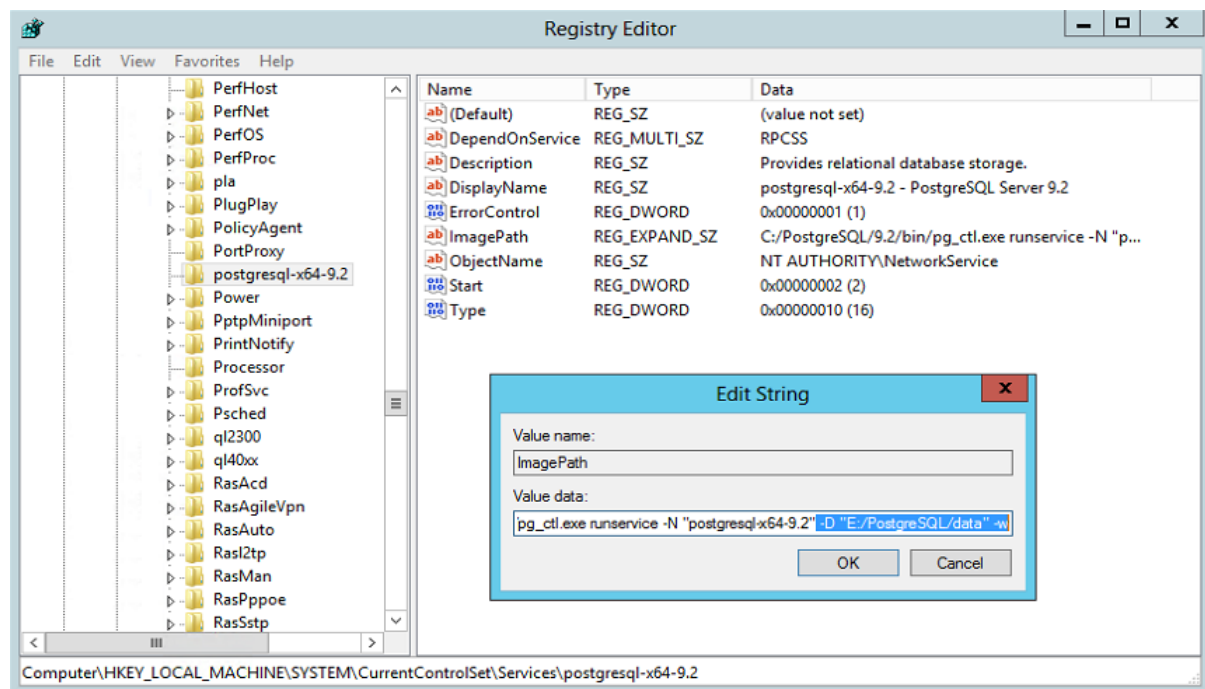 Registry Editor
File Edit View Favorites Help
PerfHost
PerfNet
PerfOS
PerfProc
pla
PlugPlay
PolicyAgent
PortProxy
postgresql-x64-9.2
Power
PptpMiniport
PrintNotify
Processor
ProfSvc
Psched
ql2300
ql40xx
RasAcd
RasAgileVpn
RasAuto
Rasl2tp
RasMan
RasPppoe
RasSstp
Name Type Data
(Default) REG_SZ (value not set)
DependOnService REG_MULTI_SZ RPCSS
Description REG_SZ Provides relational database storage.
DisplayName REG_SZ postgresql-x64-9.2 - PostgreSQL Server 9.2
ErrorControl REG_DWORD 0x00000001 (1)
ImagePath REG_EXPAND_SZ C:/PostgreSQL/9.2/bin/pg_ctl.exe runservice -N "p...
ObjectName REG_SZ NT AUTHORITY\NetworkService
Start REG_DWORD 0x00000002 (2)
Type REG_DWORD 0x00000010 (16)
Edit String
Value name:
ImagePath
Value data:
pg_ctl.exe runservice -N "postgresql-x64-9.2" -D "E:/PostgreSQL/data" -w
OK Cancel
Computer\HKEY_LOCAL_MACHINE\SYSTEM\CurrentControlSet\Services\postgresql-x64-9.2